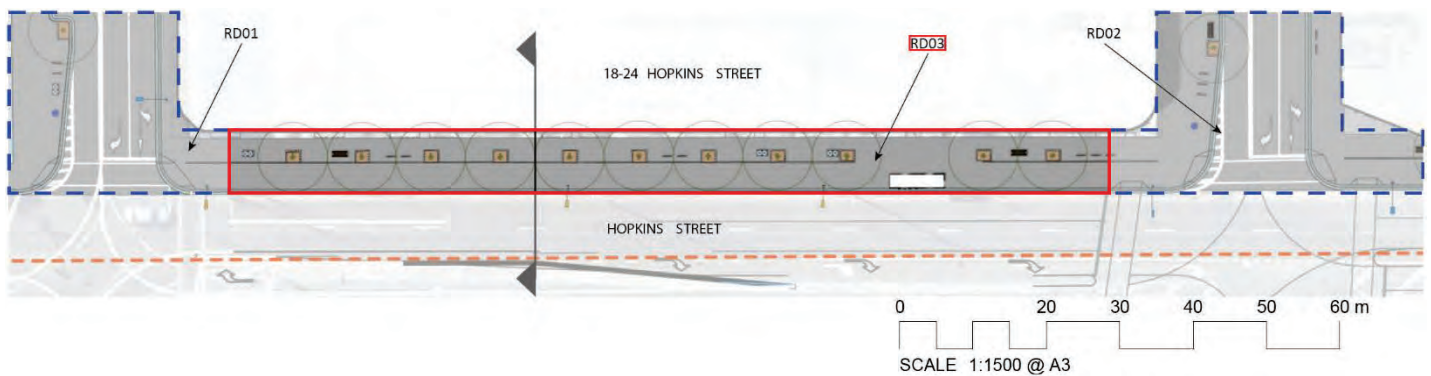 RD01
RD03
RD02
18-24 HOPKINS STREET
HOPKINS STREET
0 20 30 40 50 60 m
SCALE 1:1500 @ A3